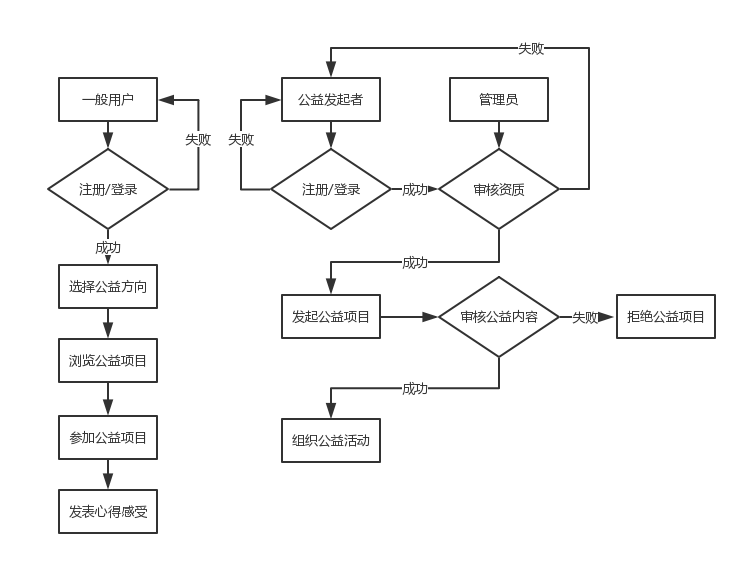 失败
一般用户
公益发起者
管理员
失败
失败
注册/登录
注册/登录
成功
审核资质
成功
成功
选择公益方向
发起公益项目
审核公益内容
失败
拒绝公益项目
浏览公益项目
成功
参加公益项目
组织公益活动
发表心得感受